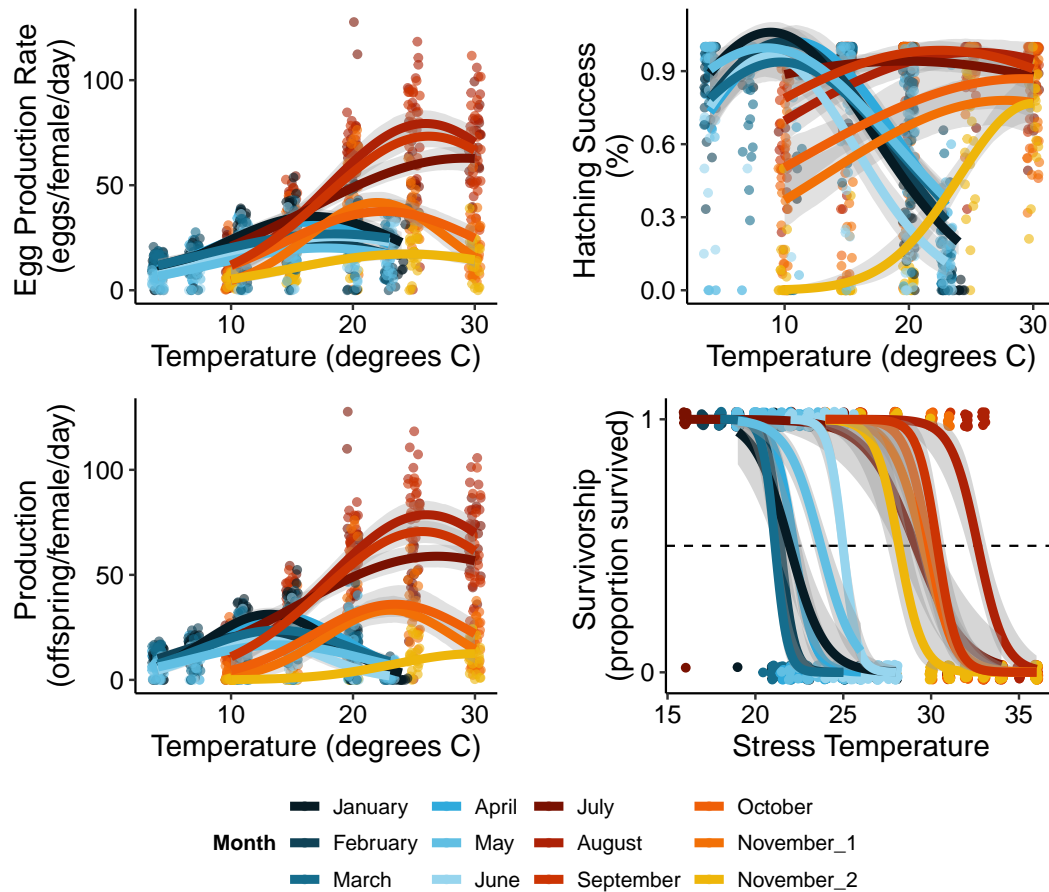 Egg Production Rate
(eggs/female/day)
100
50
0
10
20
30
Temperature (degrees C)
Hatching Success
(%)
0.9
0.6
0.3
0.0
10
20
30
Temperature (degrees C)
Production
(offspring/female/day)
100
50
0
10
20
30
Temperature (degrees C)
Survivorship
(proportion survived)
1
0
15
20
25
30
35
Stress Temperature
Month
January
February
March
April
May
June
July
August
September
October
November_1
November_2